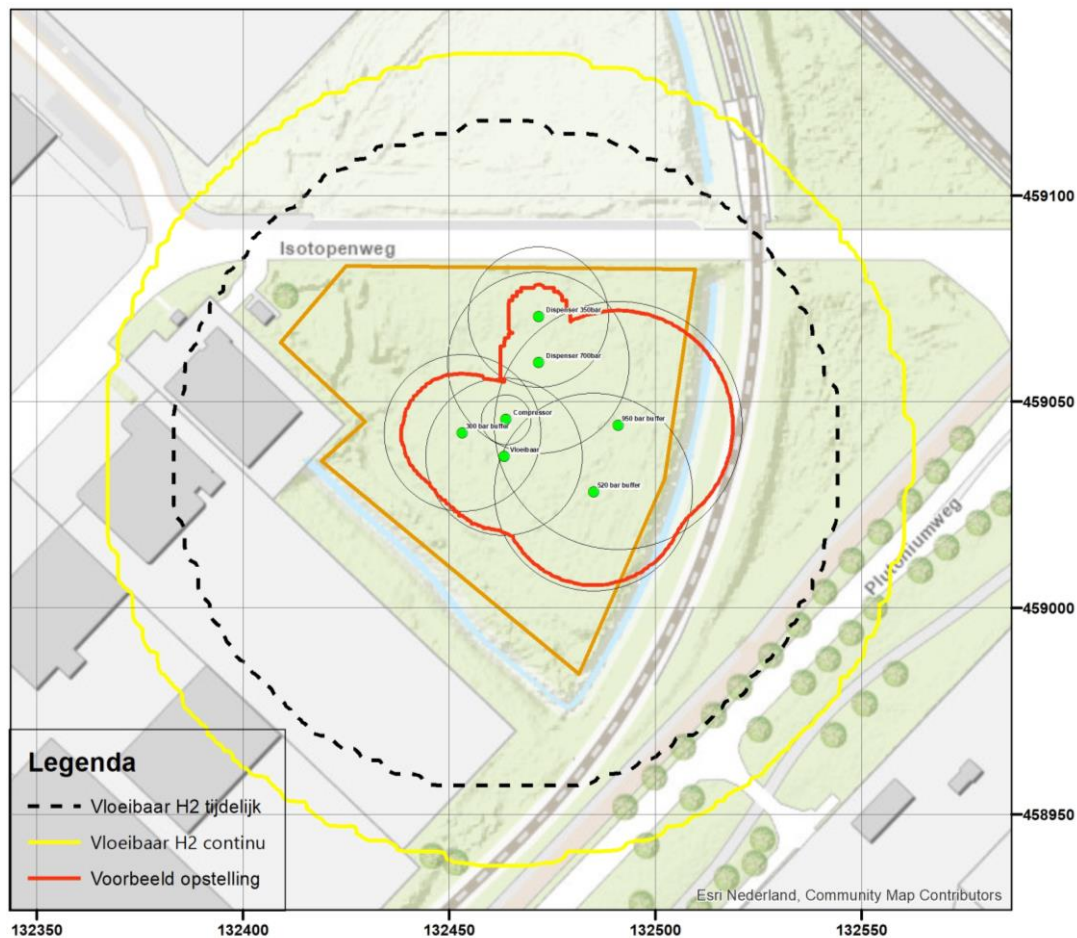 Isotopenweg
459100
Dispenser 350bar
Dispenser 700bar
459050
Compressor
300 bar buffer
950 bar buffer
Vloeibaar
520 bar buffer
Plutoniumweg
459000
Legenda
Vloeibaar H2 tijdelijk
Vloeibaar H2 continu
Voorbeeld opstelling
458950
Esri Nederland, Community Map Contributors
132350
132400
132450
132500
132550